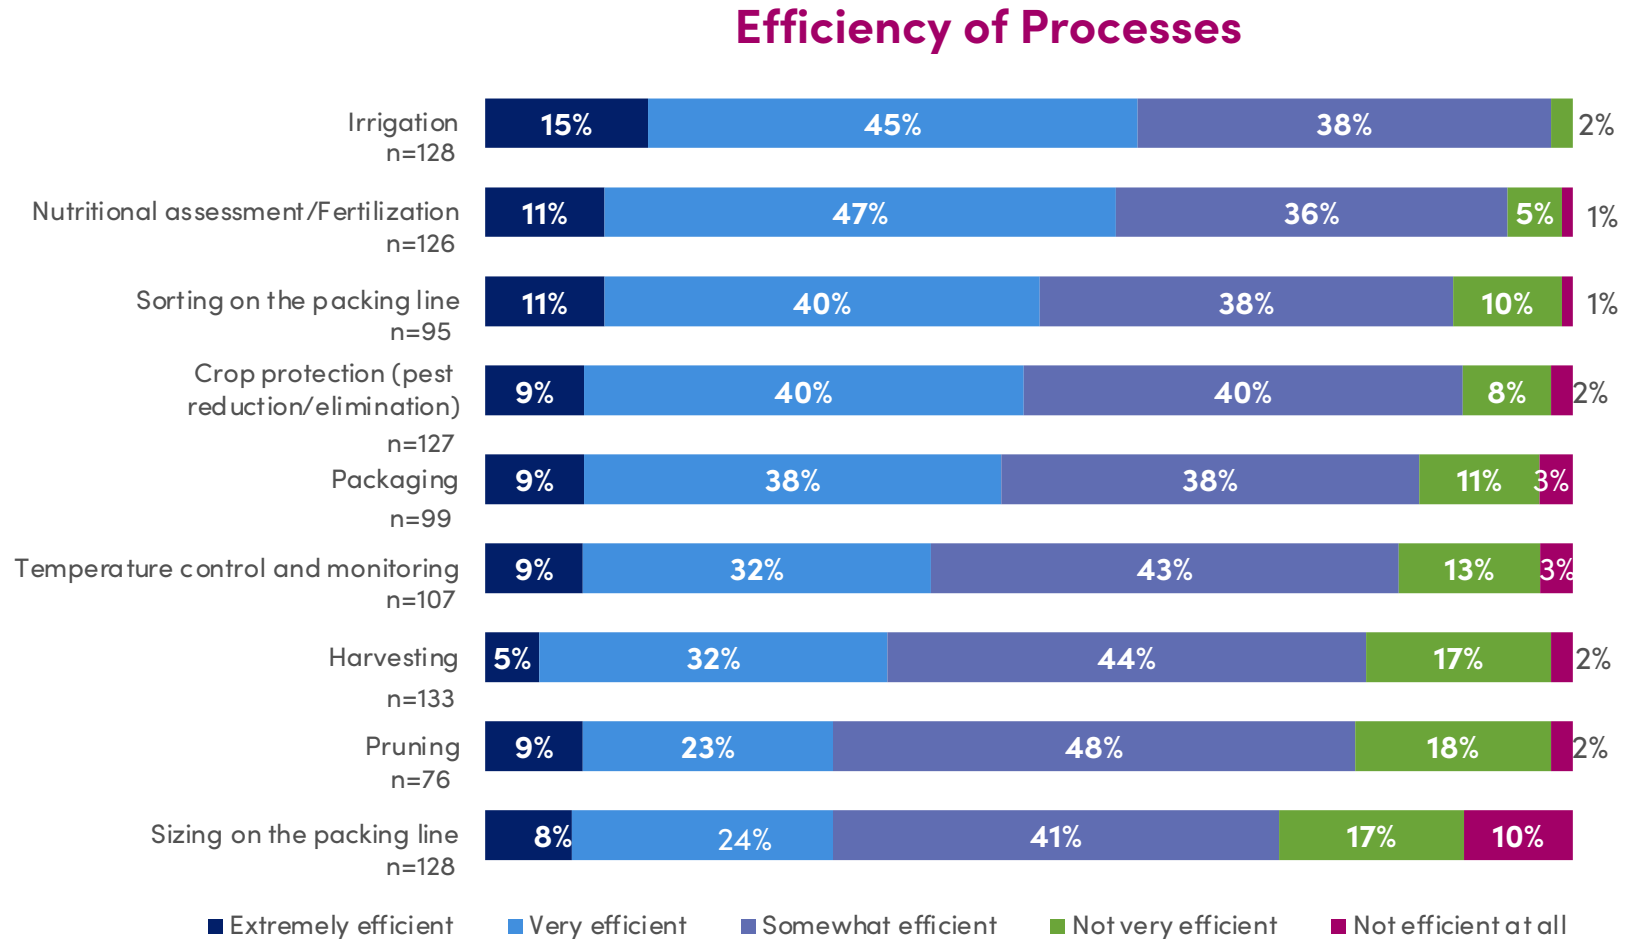 Efficiency of Processes
Irrigation
n=128
15% 45% 38% 2%
Nutritional assessment/Fertilization
n=126
11% 47% 36% 5% 1%
Sorting on the packing line
n=95
11% 40% 38% 10% 1%
Crop protection (pest
reduction/elimination)
n=127
9% 40% 40% 8% 2%
Packaging
n=99
9% 38% 38% 11% 3%
Temperature control and monitoring
n=107
9% 32% 43% 13% 3%
Harvesting
n=133
5% 32% 44% 17% 2%
Pruning
n=76
9% 23% 48% 18% 2%
Sizing on the packing line
n=128
8% 24% 41% 17% 10%
Extremely efficient Very efficient Somewhat efficient Not very efficient Not efficient at all